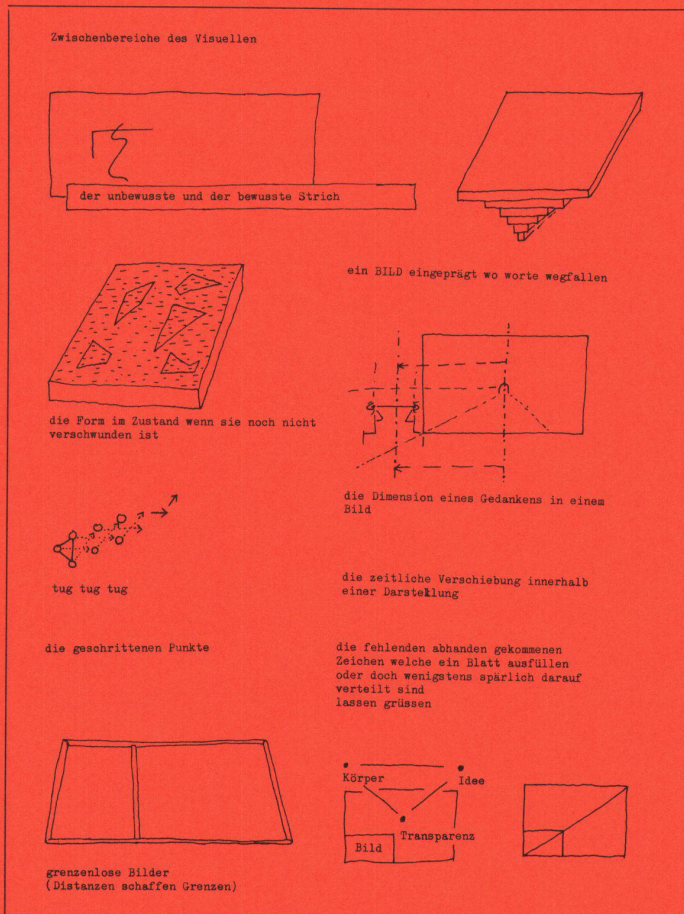 Zwischenbereiche des Visuellen
der unbewusste und der bewusste Strich
ein BILD eingeprägt wo worte wegfallen
die Form im Zustand wenn sie noch nicht
verschwunden ist
die Dimension eines Gedankens in einem
Bild
tug tug tug
die zeitliche Verschiebung innerhalb
einer Darstellung
die geschrittenen Punkte
die fehlenden abhanden gekommenen
Zeichen welche ein Blatt ausfüllen
oder doch wenigstens spärlich darauf
verteilt sind
lassen grüssen
Körper
Idee
Transparenz
Bild
grenzenlose Bilder
(Distanzen schaffen Grenzen)